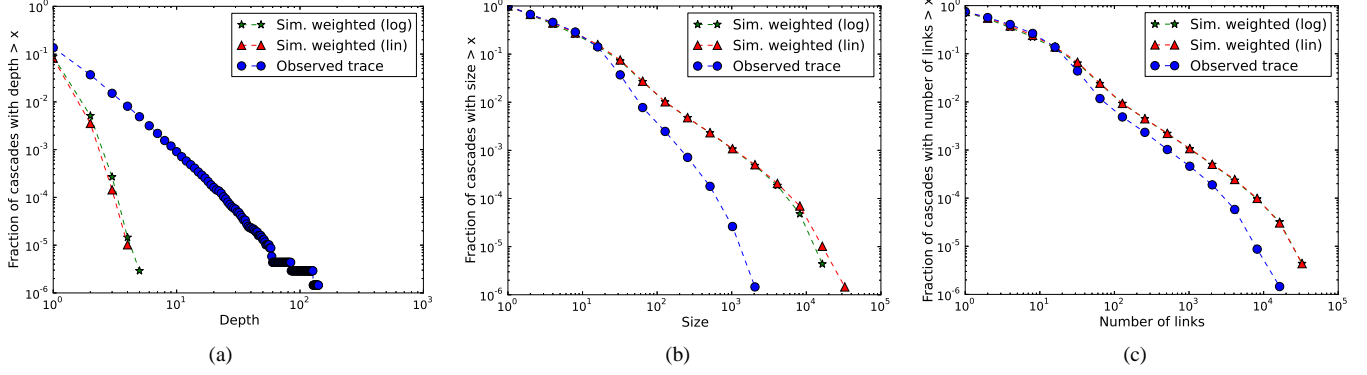 Fraction of cascades with depth > x
10^0
10^-1
10^-2
10^-3
10^-4
10^-5
10^-6
Sim. weighted (log)
Sim. weighted (lin)
Observed trace
10^0 10^1 10^2 10^3
Depth
(a)
Fraction of cascades with size > x
10^0
10^-1
10^-2
10^-3
10^-4
10^-5
10^-6
Sim. weighted (log)
Sim. weighted (lin)
Observed trace
10^0 10^1 10^2 10^3 10^4 10^5
Size
(b)
Fraction of cascades with number of links > x
10^0
10^-1
10^-2
10^-3
10^-4
10^-5
10^-6
Sim. weighted (log)
Sim. weighted (lin)
Observed trace
10^0 10^1 10^2 10^3 10^4 10^5
Number of links
(c)